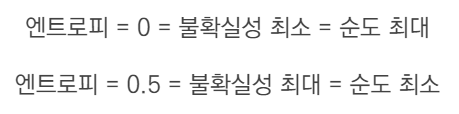 엔트로피 = 0 = 불확실성 최소 = 순도 최대
엔트로피 = 0.5 = 불확실성 최대 = 순도 최소